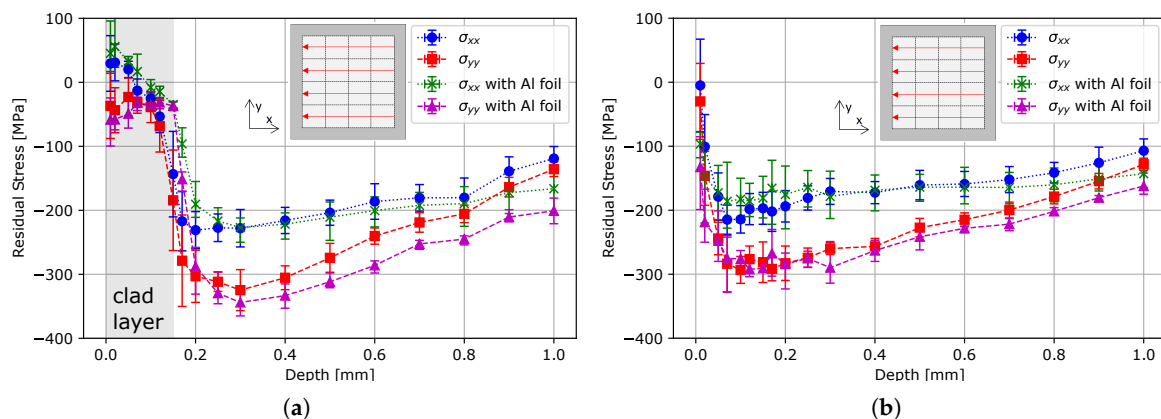 (a)
100
0
−100
−200
−300
−400
Residual Stress [MPa]
0.0 0.2 0.4 0.6 0.8 1.0
Depth [mm]
clad
layer
y
x
σxx
σyy
σxx with Al foil
σyy with Al foil
(b)
100
0
−100
−200
−300
−400
Residual Stress [MPa]
0.0 0.2 0.4 0.6 0.8 1.0
Depth [mm]
y
x
σxx
σyy
σxx with Al foil
σyy with Al foil
(a) (b)